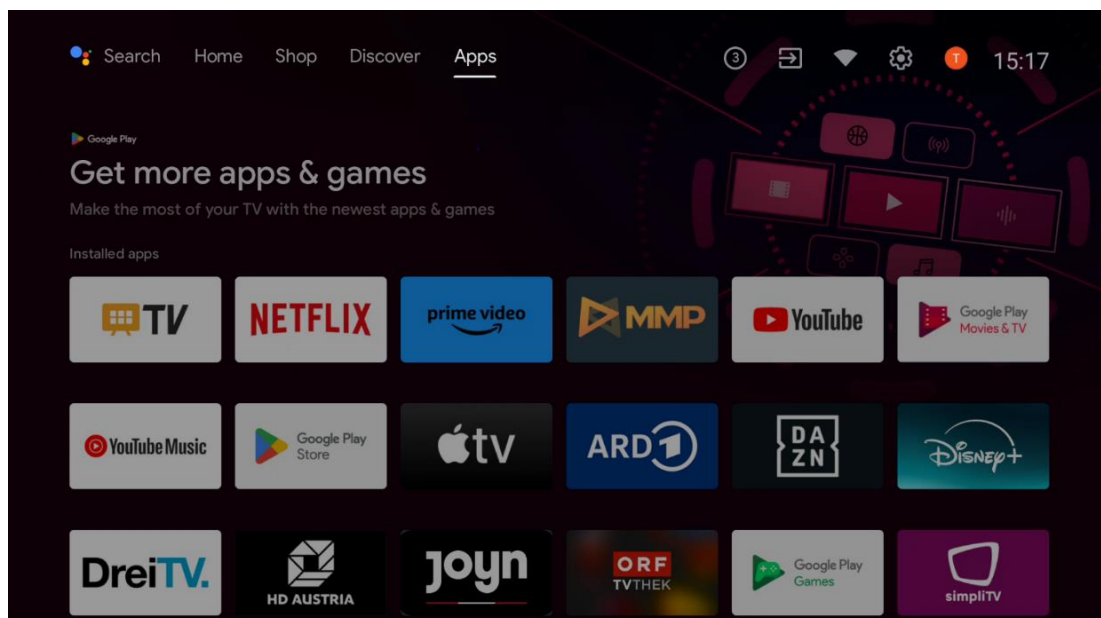 Search Home Shop Discover Apps 3 T 15:17
Google Play
Get more apps & games
Make the most of your TV with the newest apps & games
Installed apps
TV NETFLIX prime video MMP YouTube Google Play Movies & TV
YouTube Music Google Play Store tv ARD 1 DAZN Disney+
DreiTV. HD AUSTRIA JOYN ORF TVTHEK Google Play Games simpliTV